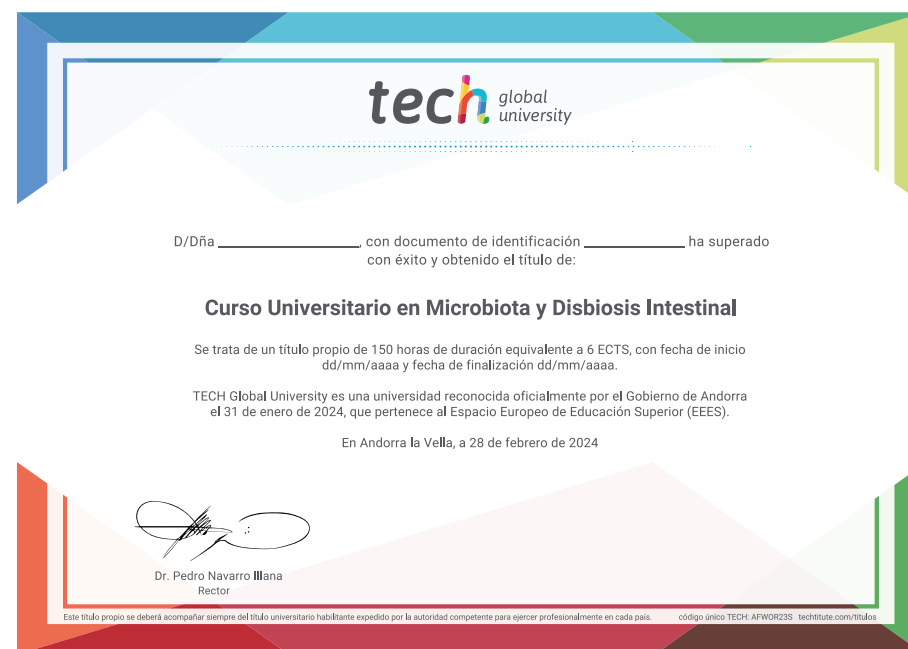 tech global university
D/Dña ____________________, con documento de identificación ______________ ha superado
con éxito y obtenido el título de:
Curso Universitario en Microbiota y Disbiosis Intestinal
Se trata de un título propio de 150 horas de duración equivalente a 6 ECTS, con fecha de inicio
dd/mm/aaaa y fecha de finalización dd/mm/aaaa.
TECH Global University es una universidad reconocida oficialmente por el Gobierno de Andorra
el 31 de enero de 2024, que pertenece al Espacio Europeo de Educación Superior (EEES).
En Andorra la Vella, a 28 de febrero de 2024
Dr. Pedro Navarro Illana
Rector
Este título propio se deberá acompañar siempre del título universitario habilitante expedido por la autoridad competente para ejercer profesionalmente en cada país. código único TECH: AFWOR23S techtitute.com/titulos